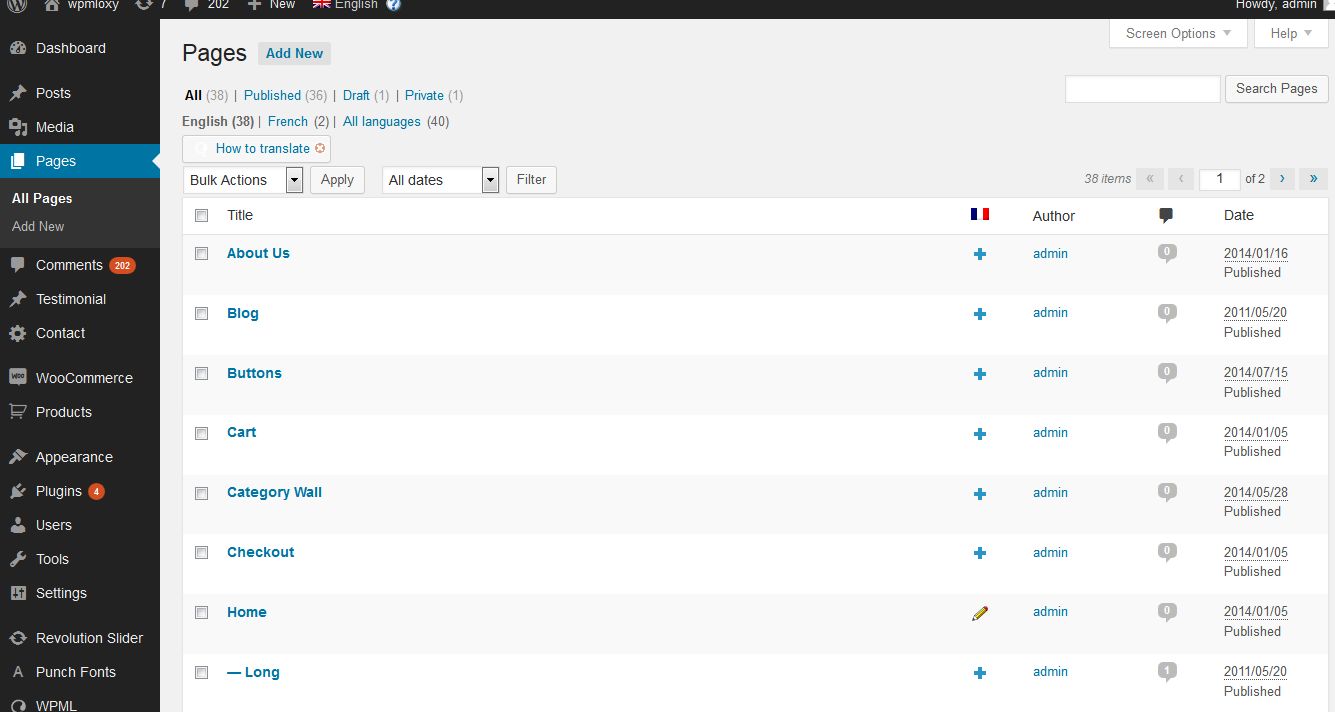 wpmloxy 7 202 New English Howdy, admin
Dashboard
Posts
Media
Pages
All Pages
Add New
Comments 202
Testimonial
Contact
WooCommerce
Products
Appearance
Plugins 4
Users
Tools
Settings
Revolution Slider
Punch Fonts
WPML
Screen Options Help
Pages Add New
All (38) | Published (36) | Draft (1) | Private (1)
Search Pages
English (38) | French (2) | All languages (40)
How to translate
Bulk Actions Apply All dates Filter 38 items « ‹ 1 of 2 › »
Title Author Date
About Us admin 0 2014/01/16
Published
Blog admin 0 2011/05/20
Published
Buttons admin 0 2014/07/15
Published
Cart admin 0 2014/01/05
Published
Category Wall admin 0 2014/05/28
Published
Checkout admin 0 2014/01/05
Published
Home admin 0 2014/01/05
Published
— Long admin 1 2011/05/20
Published